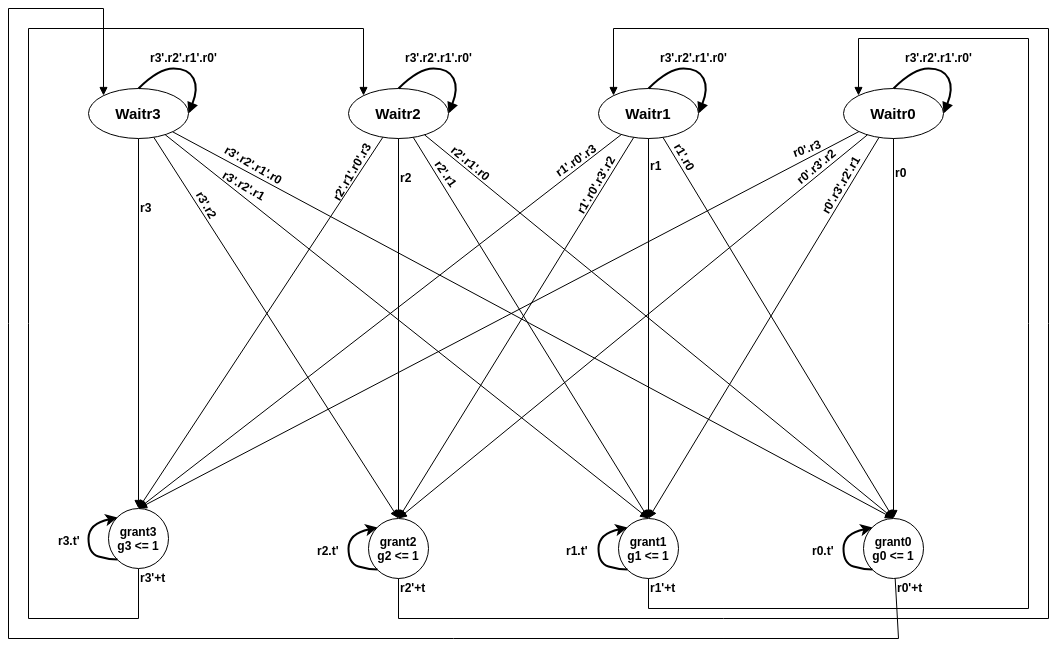 r3'.r2'.r1'.r0'
r3'.r2'.r1'.r0'
r3'.r2'.r1'.r0'
r3'.r2'.r1'.r0'
Waitr3
Waitr2
Waitr1
Waitr0
r3
r3'.r2
r3'.r2'.r1
r3'.r2'.r1'.r0
r2'.r1'.r0'.r3
r2
r2'.r1
r2'.r1'.r0
r1'.r0'.r3
r1'.r0'.r3'.r2
r1
r1'.r0
r0'.r3
r0'.r3'.r2
r0'.r3'.r2'.r1
r0
r3.t'
grant3
g3 <= 1
r3'+t
r2.t'
grant2
g2 <= 1
r2'+t
r1.t'
grant1
g1 <= 1
r1'+t
r0.t'
grant0
g0 <= 1
r0'+t